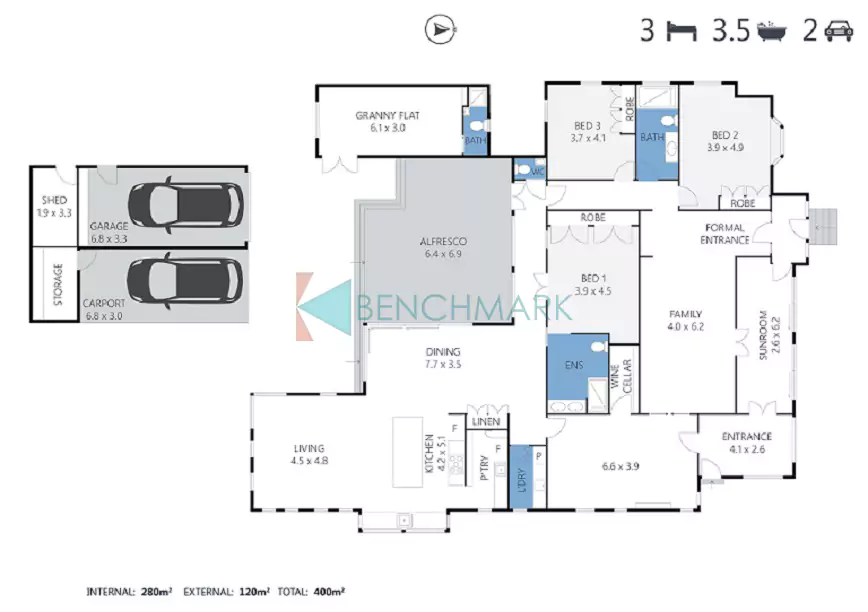 3 3.5 2
GRANNY FLAT
6.1 x 3.0
BATH
BED 3
3.7 x 4.1
ROBE
BATH
BED 2
3.9 x 4.9
ROBE
WC
SHED
1.9 x 3.3
GARAGE
6.8 x 3.3
STORAGE
CARPORT
6.8 x 3.0
ALFRESCO
6.4 x 6.9
ROBE
BED 1
3.9 x 4.5
FORMAL
ENTRANCE
BENCHMARK
FAMILY
4.0 x 6.2
SUNROOM
2.6 x 6.2
DINING
7.7 x 3.5
ENS
WINE
CELLAR
LINEN
LIVING
4.5 x 4.8
KITCHEN
4.2 x 5.1
F
F
P'TRY
L'DRY
P
6.6 x 3.9
ENTRANCE
4.1 x 2.6
INTERNAL: 280m² EXTERNAL: 120m² TOTAL: 400m²